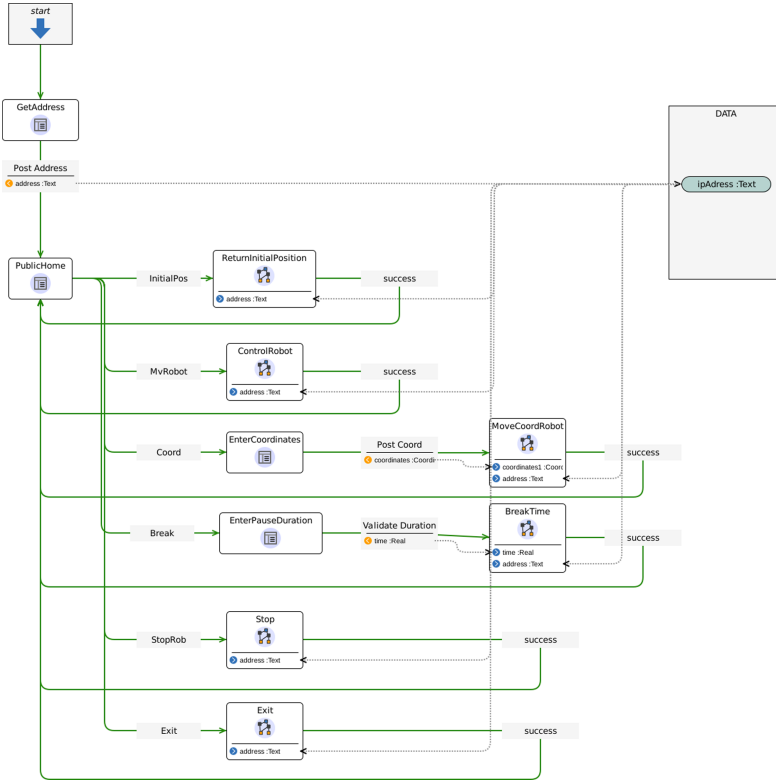 start
GetAddress
DATA
Post Address
address :Text
ipAdress :Text
PublicHome
InitialPos
ReturnInitialPosition
address :Text
success
MvRobot
ControlRobot
address :Text
success
Coord
EnterCoordinates
Post Coord
coordinates :Coordi
MoveCoordRobot
coordinates1 :Coord
address :Text
success
Break
EnterPauseDuration
Validate Duration
time :Real
BreakTime
time :Real
address :Text
success
StopRob
Stop
address :Text
success
Exit
Exit
address :Text
success